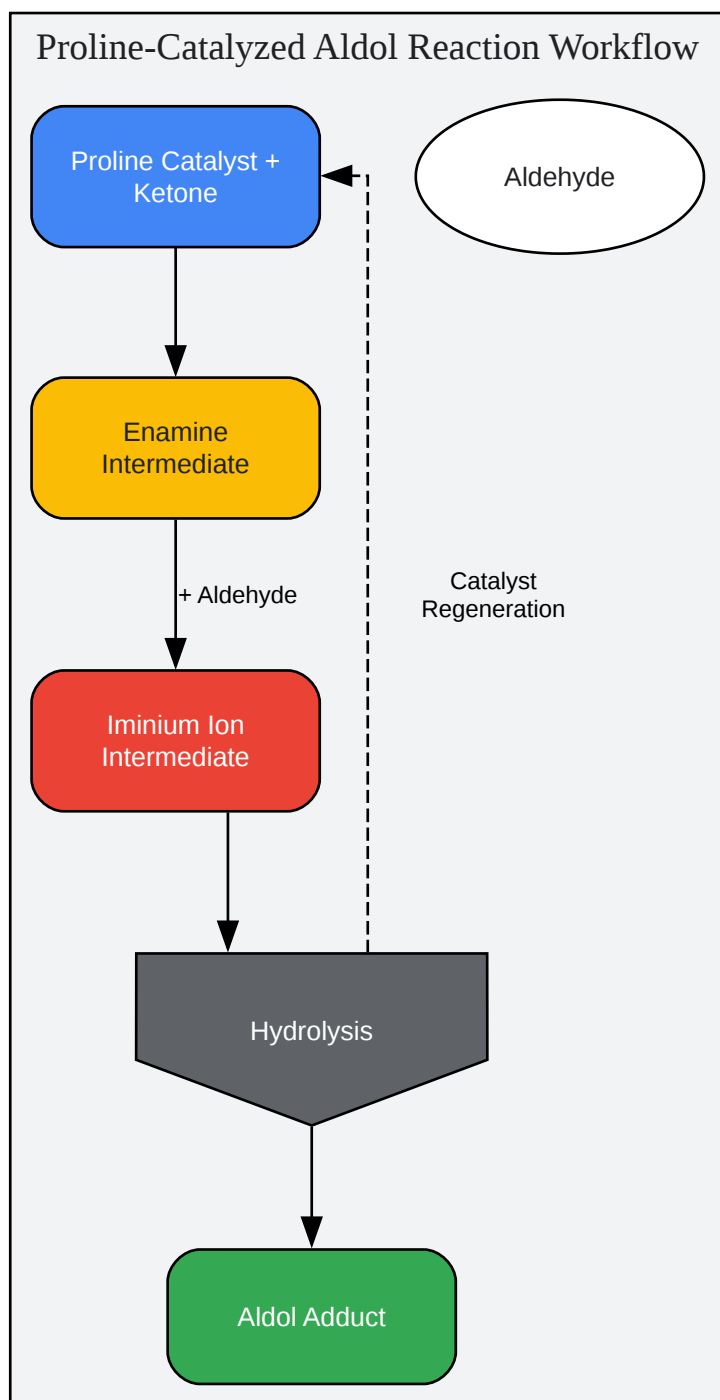 Proline-Catalyzed Aldol Reaction Workflow
Proline Catalyst +
Ketone
Aldehyde
Enamine
Intermediate
+ Aldehyde
Catalyst
Regeneration
Iminium Ion
Intermediate
Hydrolysis
Aldol Adduct